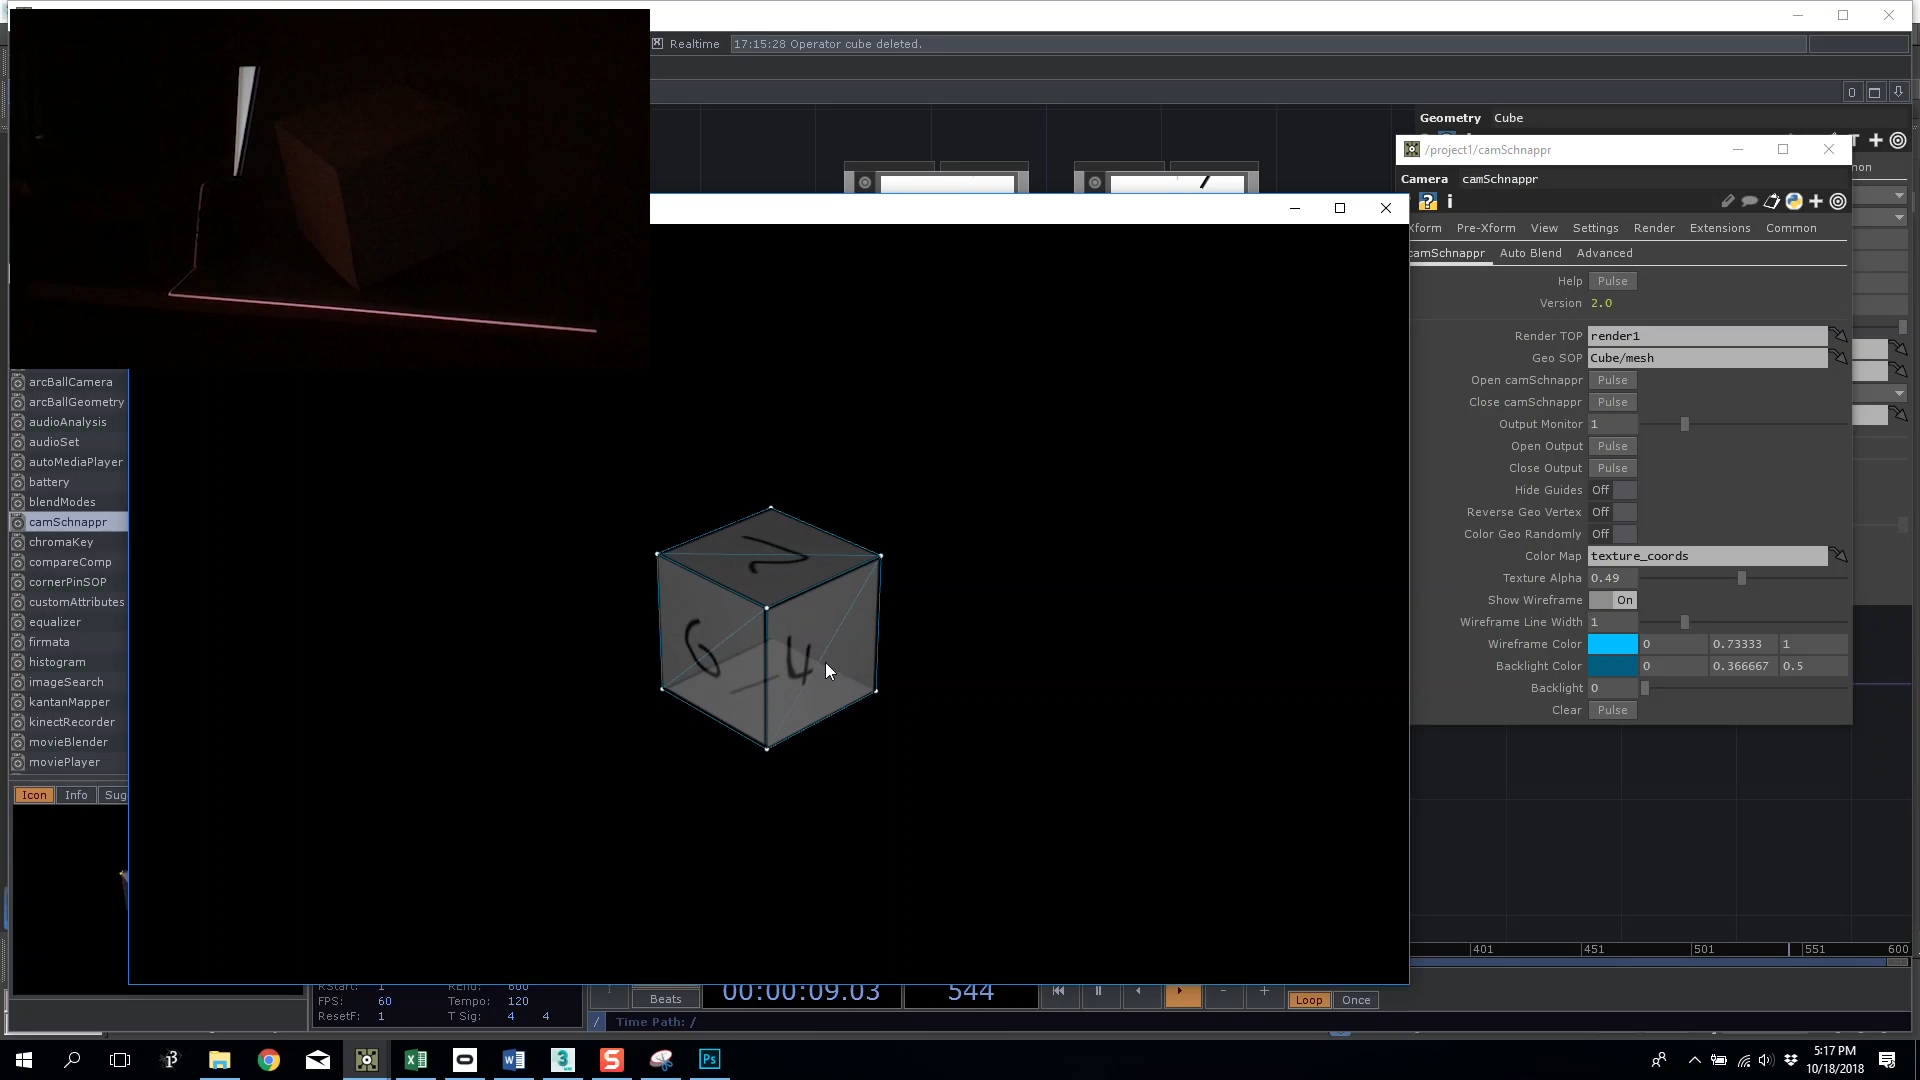 Realtime
17:15:28 Operator cube deleted.
0
Geometry Cube
/project1/camSchnappr
Camera camSchnappr
? i
Xform Pre-Xform View Settings Render Extensions Common
camSchnappr Auto Blend Advanced
Help Pulse
Version 2.0
Render TOP render1
Geo SOP Cube/mesh
Open camSchnappr Pulse
Close camSchnappr Pulse
Output Monitor 1
Open Output Pulse
Close Output Pulse
Hide Guides Off
Reverse Geo Vertex Off
Color Geo Randomly Off
Color Map texture_coords
Texture Alpha 0.49
Show Wireframe On
Wireframe Line Width 1
Wireframe Color 0 0.73333 1
Backlight Color 0 0.366667 0.5
Backlight 0
Clear Pulse
2
6 4
arcBallCamera
arcBallGeometry
audioAnalysis
audioSet
autoMediaPlayer
battery
blendModes
camSchnappr
chromaKey
compareComp
cornerPinSOP
customAttributes
equalizer
firmata
histogram
imageSearch
kantanMapper
kinectRecorder
movieBlender
moviePlayer
Icon Info Sug
401 451 501 551 600
RStart: 1 REnd: 600
FPS: 60 Tempo: 120
ResetF: 1 T Sig: 4 4
Beats 00:00:09.03 544
- + Loop Once
/ Time Path: /
5:17 PM
10/18/2018